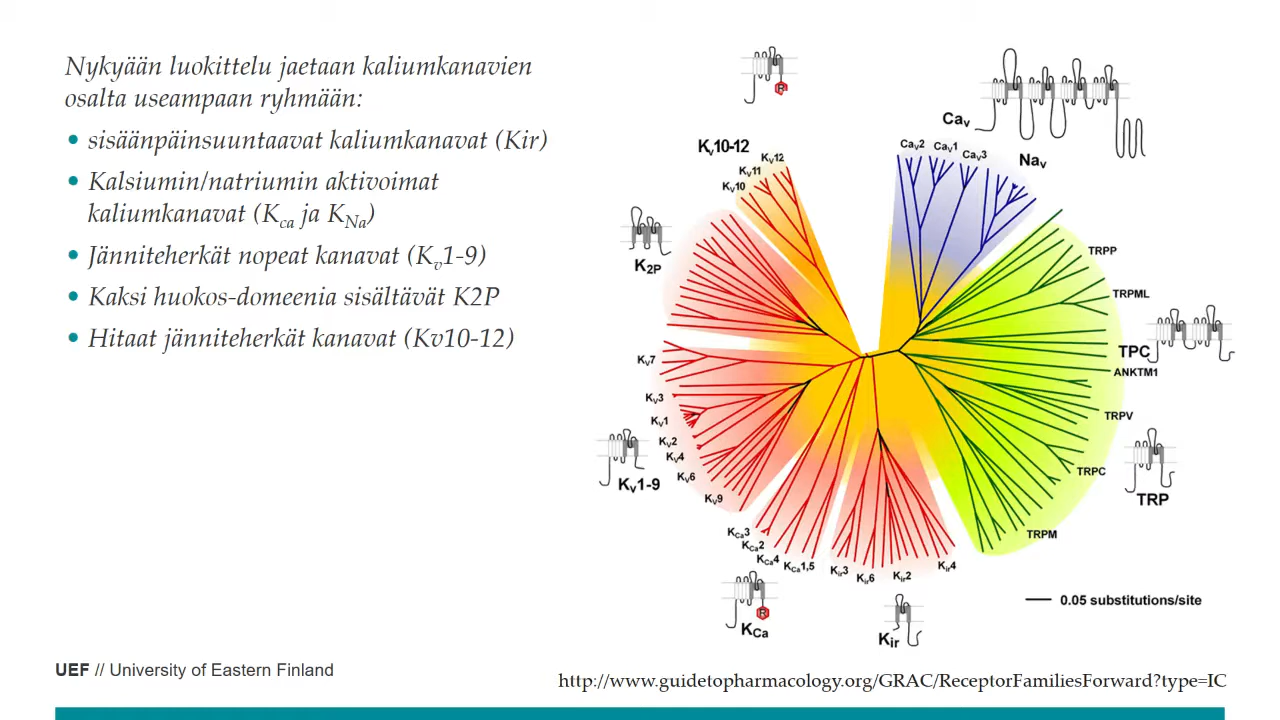 Nykyään luokittelu jaetaan kaliumkanavien
osalta useampaan ryhmään:
• sisäänpäinsuuntaavat kaliumkanavat (Kir)
• Kalsiumin/natriumin aktivoimat
kaliumkanavat (Kca ja KNa)
• Jänniteherkät nopeat kanavat (Kv1-9)
• Kaksi huokos-domeenia sisältävät K2P
• Hitaat jänniteherkät kanavat (Kv10-12)
R
Kv10-12
Kv12
Kv11
Kv10
Cav
Cav2
Cav1
Cav3
Nav
K2P
TRPP
TRPML
TPC
ANKTM1
TRPV
TRPC
TRP
TRPM
Kv7
Kv3
Kv1
Kv2
Kv4
Kv6
Kv9
Kv1-9
KCa3
KCa2
KCa4
KCa1,5
Kir3
Kir6
Kir2
Kir4
R
KCa
Kir
0.05 substitutions/site
UEF // University of Eastern Finland
http://www.guidetopharmacology.org/GRAC/ReceptorFamiliesForward?type=IC